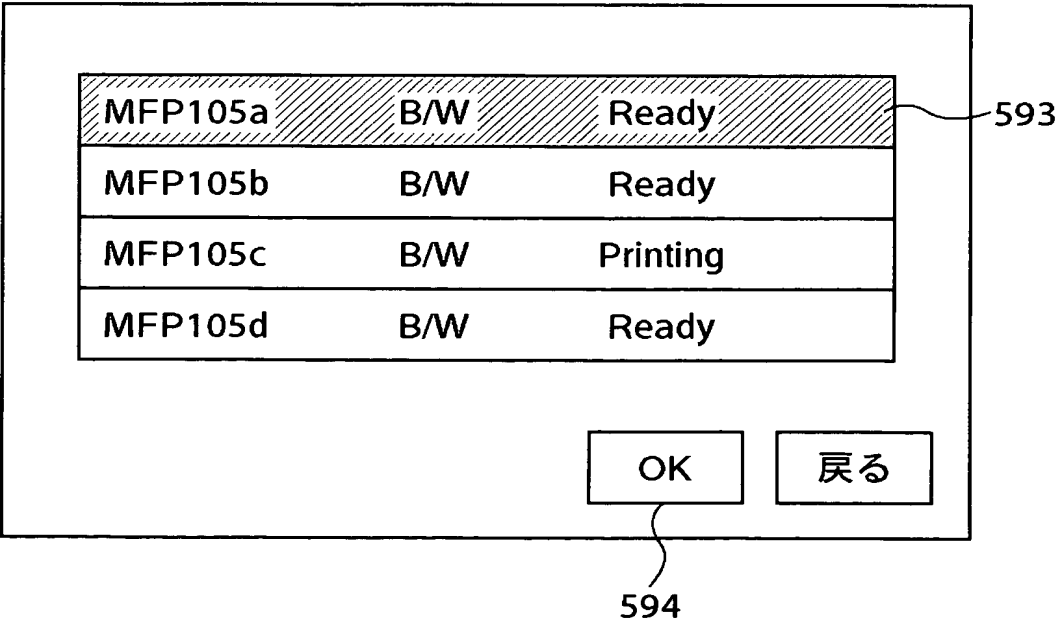 MFP105a B/W Ready
593
MFP105b B/W Ready
MFP105c B/W Printing
MFP105d B/W Ready
OK 戻る
594